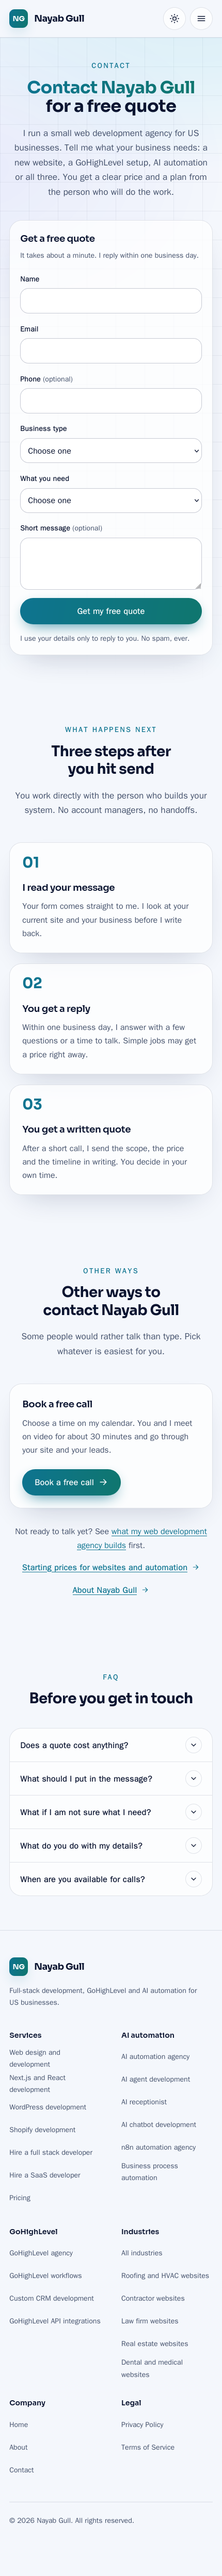 NG Nayab Gull
CONTACT
Contact Nayab Gull
for a free quote
I run a small web development agency for US
businesses. Tell me what your business needs: a
new website, a GoHighLevel setup, AI automation
or all three. You get a clear price and a plan from
the person who will do the work.
Get a free quote
It takes about a minute. I reply within one business day.
Name
Email
Phone (optional)
Business type
Choose one
What you need
Choose one
Short message (optional)
Get my free quote
I use your details only to reply to you. No spam, ever.
WHAT HAPPENS NEXT
Three steps after
you hit send
You work directly with the person who builds your
system. No account managers, no handoffs.
01
I read your message
Your form comes straight to me. I look at your
current site and your business before I write
back.
02
You get a reply
Within one business day, I answer with a few
questions or a time to talk. Simple jobs may get
a price right away.
03
You get a written quote
After a short call, I send the scope, the price
and the timeline in writing. You decide in your
own time.
OTHER WAYS
Other ways to
contact Nayab Gull
Some people would rather talk than type. Pick
whatever is easiest for you.
Book a free call
Choose a time on my calendar. You and I meet
on video for about 30 minutes and go through
your site and your leads.
Book a free call →
Not ready to talk yet? See what my web development
agency builds first.
Starting prices for websites and automation →
About Nayab Gull →
FAQ
Before you get in touch
Does a quote cost anything?
What should I put in the message?
What if I am not sure what I need?
What do you do with my details?
When are you available for calls?
NG Nayab Gull
Full-stack development, GoHighLevel and AI automation for
US businesses.
Services
Web design and
development
Next.js and React
development
WordPress development
Shopify development
Hire a full stack developer
Hire a SaaS developer
Pricing
AI automation
AI automation agency
AI agent development
AI receptionist
AI chatbot development
n8n automation agency
Business process
automation
GoHighLevel
GoHighLevel agency
GoHighLevel workflows
Custom CRM development
GoHighLevel API integrations
Industries
All industries
Roofing and HVAC websites
Contractor websites
Law firm websites
Real estate websites
Dental and medical
websites
Company
Home
About
Contact
Legal
Privacy Policy
Terms of Service
© 2026 Nayab Gull. All rights reserved.